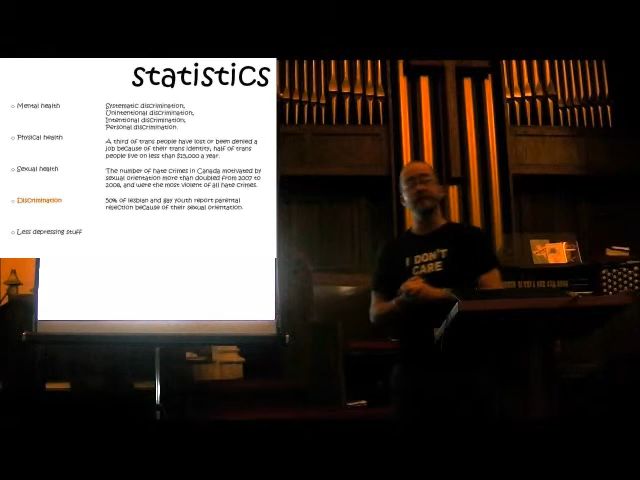 statistics
Mental health
Physical health
Sexual health
Discrimination
Less depressing stuff
Systematic discrimination,
Unintentional discrimination,
Intentional discrimination,
Personal discrimination.
A third of trans people have lost or been denied a
job because of their trans identity, half of trans
people live on less than $15,000 a year.
The number of hate crimes in Canada motivated by
sexual orientation more than doubled from 2007 to
2008, and were the most violent of all hate crimes.
50% of lesbian and gay youth report parental
rejection because of their sexual orientation.
I DON'T
CARE